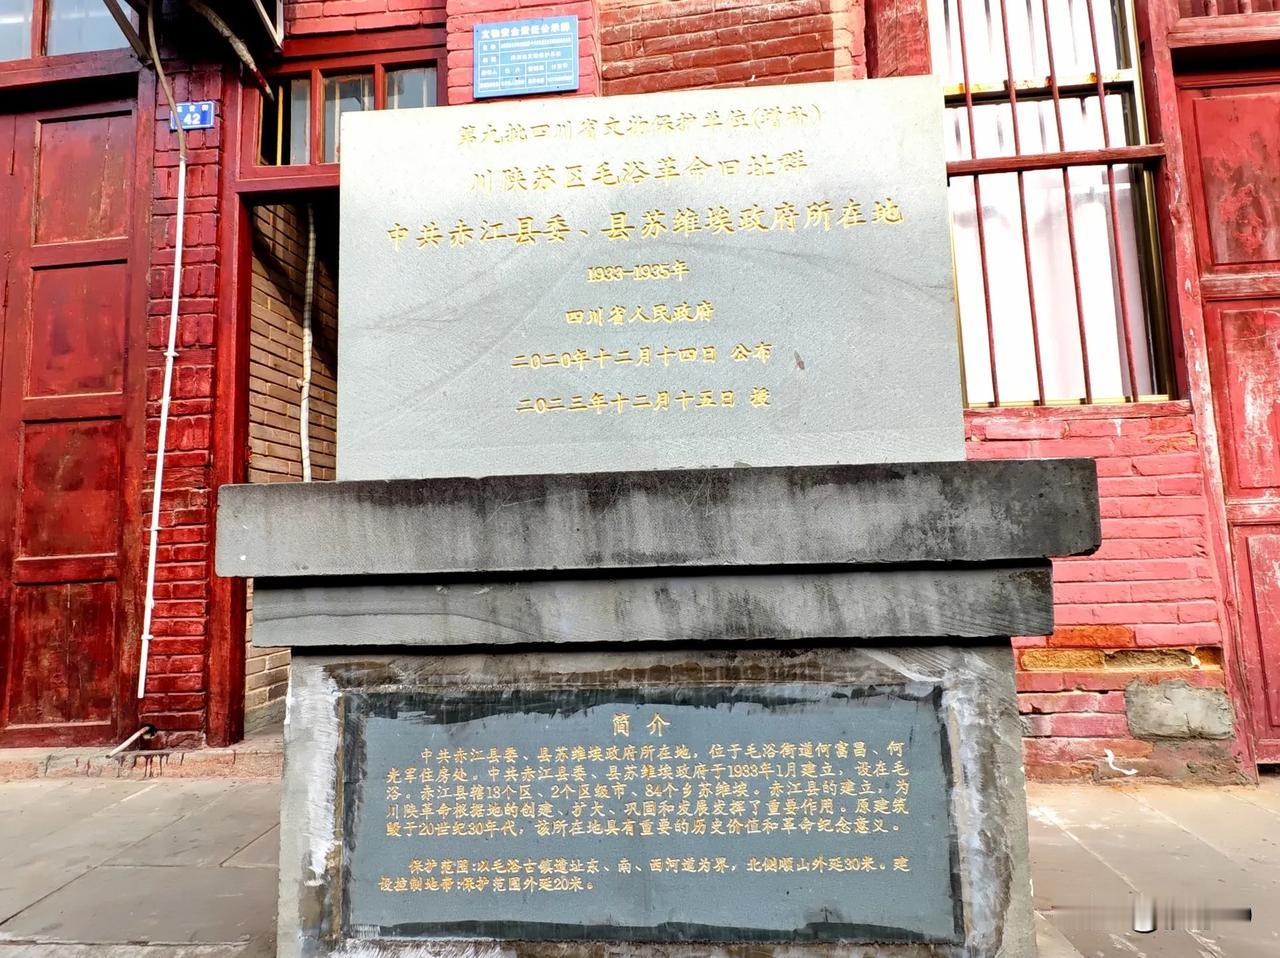 文物安全责任公示牌
42
第九批四川省文物保护单位(增补)
川陕苏区毛浴革命旧址群
中共赤江县委、县苏维埃政府所在地
1933-1935年
四川省人民政府
二〇二〇年十二月十四日 公布
二〇二三年十二月十五日 授
简介
中共赤江县委、县苏维埃政府所在地，位于毛浴街道何富昌、何
光军住房处。中共赤江县委、县苏维埃政府于1933年1月建立，设在毛
浴。赤江县辖13个区、2个区级市、84个乡苏维埃。赤江县的建立，为
川陕革命根据地的创建、扩大、巩固和发展发挥了重要作用。原建筑
毁于20世纪30年代，该所在地具有重要的历史价值和革命纪念意义。
保护范围:以毛浴古镇遗址东、南、西河道为界，北侧顺山外延30米。建
设控制地带:保护范围外延20米。